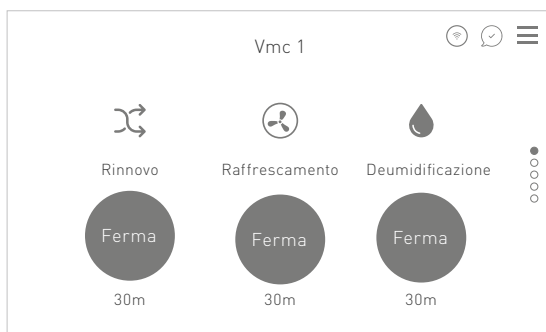 Vmc 1
Rinnovo Raffrescamento Deumidificazione
Ferma Ferma Ferma
30m 30m 30m